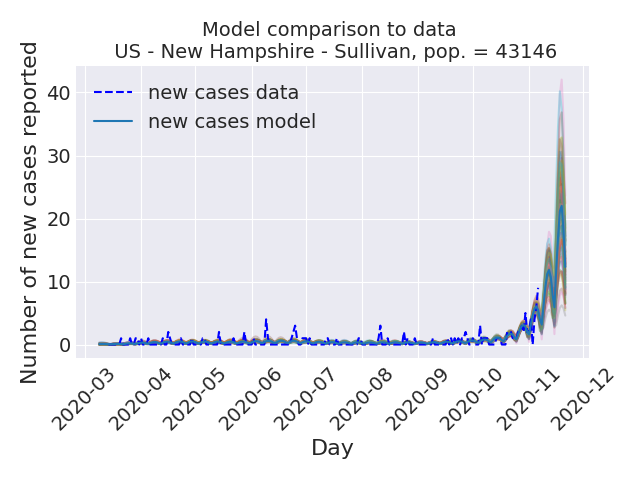 Model comparison to data
US - New Hampshire - Sullivan, pop. = 43146
Number of new cases reported
new cases data
new cases model
40
30
20
10
0
2020-03
2020-04
2020-05
2020-06
2020-07
2020-08
2020-09
2020-10
2020-11
2020-12
Day